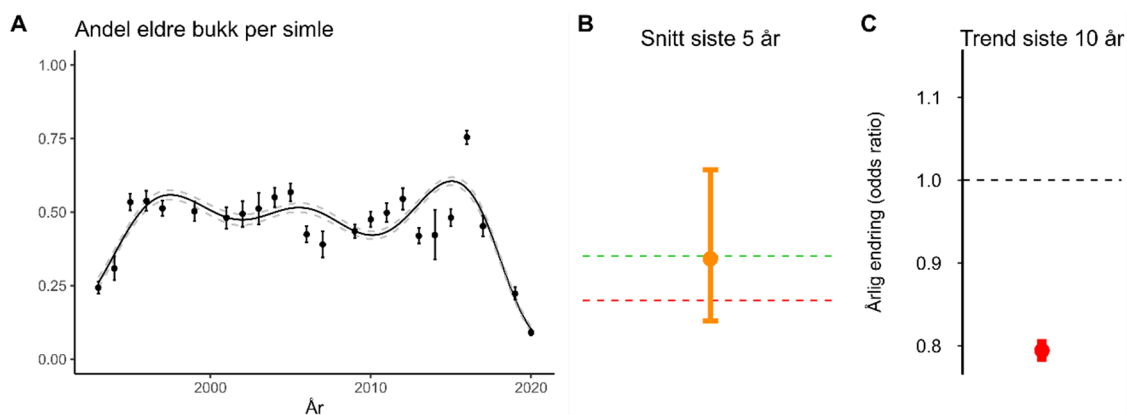 A
Andel eldre bukk per simle
1.00
0.75
0.50
0.25
0.00
2000
2010
2020
År
B
Snitt siste 5 år
C
Trend siste 10 år
Årlig endring (odds ratio)
1.1
1.0
0.9
0.8